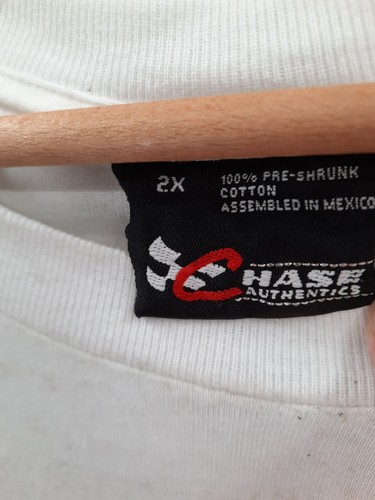 2X
100% PRE-SHRUNK
COTTON
ASSEMBLED IN MEXICO
CHASE
AUTHENTICS